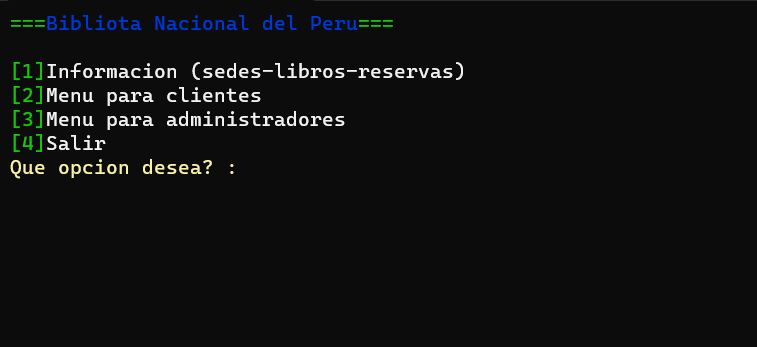 ===Bibliota Nacional del Peru===
[1]Informacion (sedes-libros-reservas)
[2]Menu para clientes
[3]Menu para administradores
[4]Salir
Que opcion desea? :